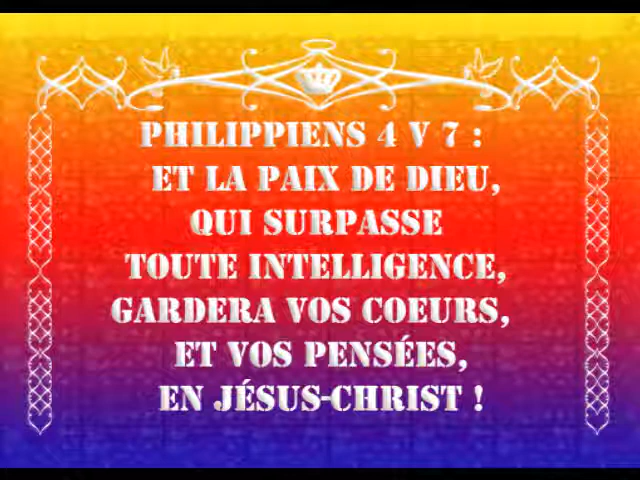 PHILIPPIENS 4 V 7 :
ET LA PAIX DE DIEU,
QUI SURPASSE
TOUTE INTELLIGENCE,
GARDERA VOS COEURS,
ET VOS PENSÉES,
EN JÉSUS-CHRIST !